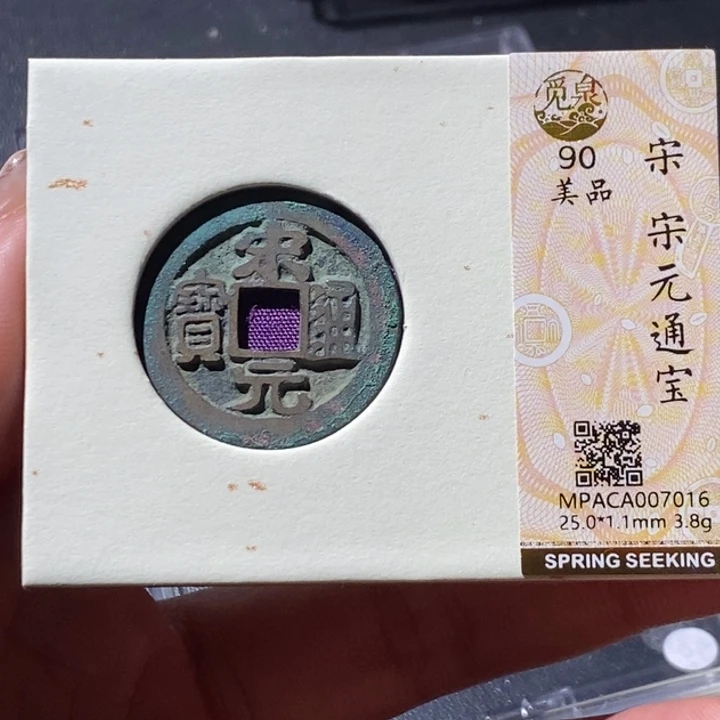 宋
元
通
寳
觅泉
90
美品
宋 宋元通宝
MPACA007016
25.0*1.1mm 3.8g
SPRING SEEKING